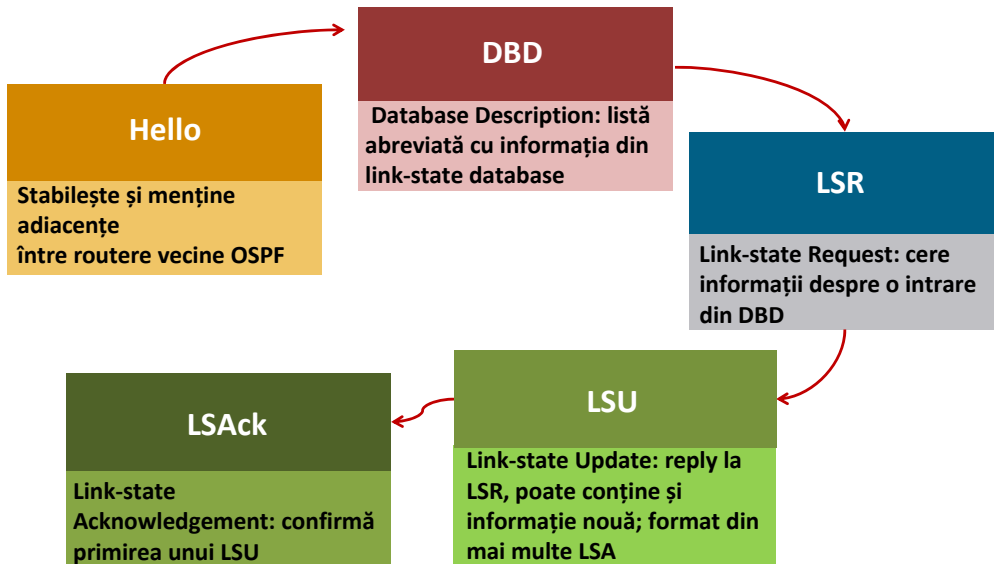 Hello
Stabilește și menține
adiacențe
între routere vecine OSPF
DBD
Database Description: listă
abreviată cu informația din
link-state database
LSR
Link-state Request: cere
informații despre o intrare
din DBD
LSU
Link-state Update: reply la
LSR, poate conține și
informație nouă; format din
mai multe LSA
LSAck
Link-state
Acknowledgement: confirmă
primirea unui LSU